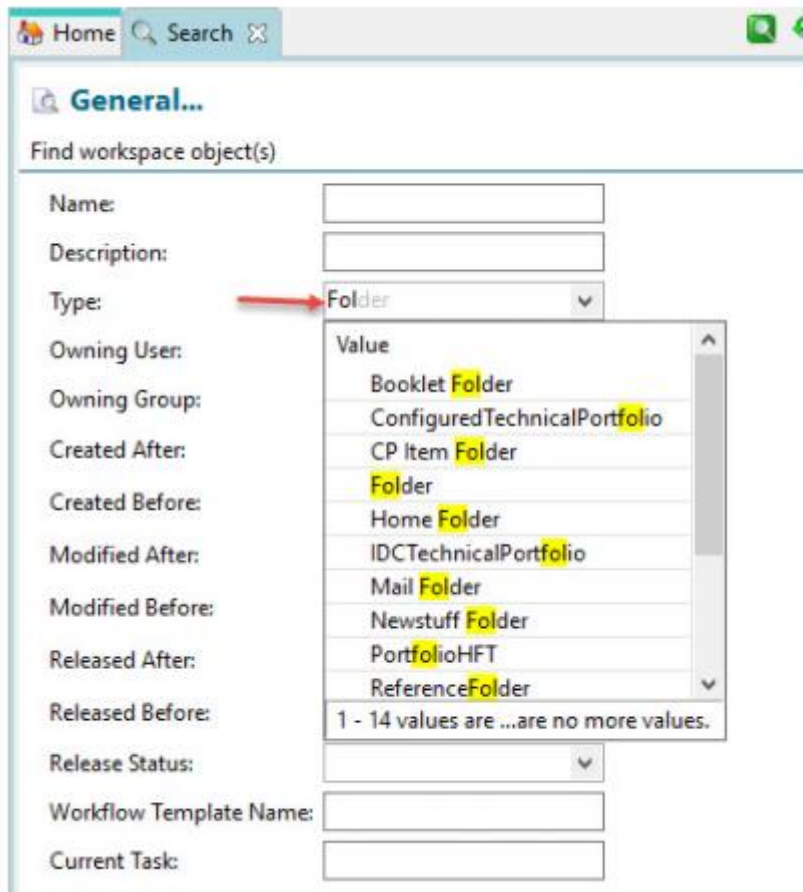 Home Search
General...
Find workspace object(s)
Name:
Description:
Type: Folder
Value
Owning User:
Booklet Folder
Owning Group:
ConfiguredTechnicalPortfolio
Created After:
CP Item Folder
Folder
Created Before:
Home Folder
Modified After:
IDCTechnicalPortfolio
Mail Folder
Modified Before:
Newstuff Folder
Released After:
PortfolioHFT
ReferenceFolder
Released Before:
1 - 14 values are ...are no more values.
Release Status:
Workflow Template Name:
Current Task: